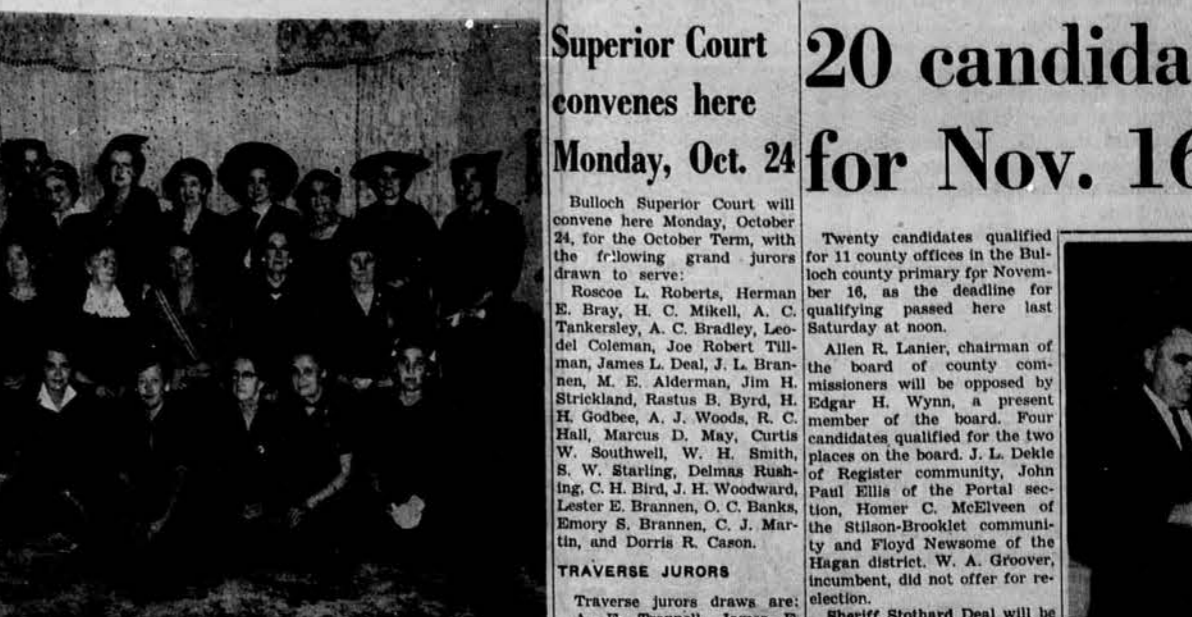 Superior Court
convenes here
Monday, Oct. 24
Bulloch Superior Court will
convene here Monday, October
24, for the October Term, with
the following grand jurors
drawn to serve:
Roscoe L. Roberts, Herman
E. Bray, H. C. Mikell, A. C.
Tankersley, A. C. Bradley, Leo-
del Coleman, Joe Robert Till-
man, James L. Deal, J. L. Bran-
nen, M. E. Alderman, Jim H.
Strickland, Rastus B. Byrd, H.
H. Godbee, A. J. Woods, R. C.
Hall, Marcus D. May, Curtis
W. Southwell, W. H. Smith,
S. W. Starling, Delmas Rush-
ing, C. H. Bird, J. H. Woodward,
Lester E. Brannen, O. C. Banks,
Emory S. Brannen, C. J. Mar-
tin, and Dorris R. Cason.
TRAVERSE JURORS
Traverse jurors draws are:
20 candida
for Nov. 16
Twenty candidates qualified
for 11 county offices in the Bul-
loch county primary for Novem-
ber 16, as the deadline for
qualifying passed here last
Saturday at noon.
Allen R. Lanier, chairman of
the board of county com-
missioners will be opposed by
Edgar H. Wynn, a present
member of the board. Four
candidates qualified for the two
places on the board. J. L. Dekle
of Register community, John
Paul Ellis of the Portal sec-
tion, Homer C. McElveen of
the Stilson-Brooklet communi-
ty and Floyd Newsome of the
Hagan district. W. A. Groover,
incumbent, did not offer for re-
election.
Sheriff Stothard Deal will be